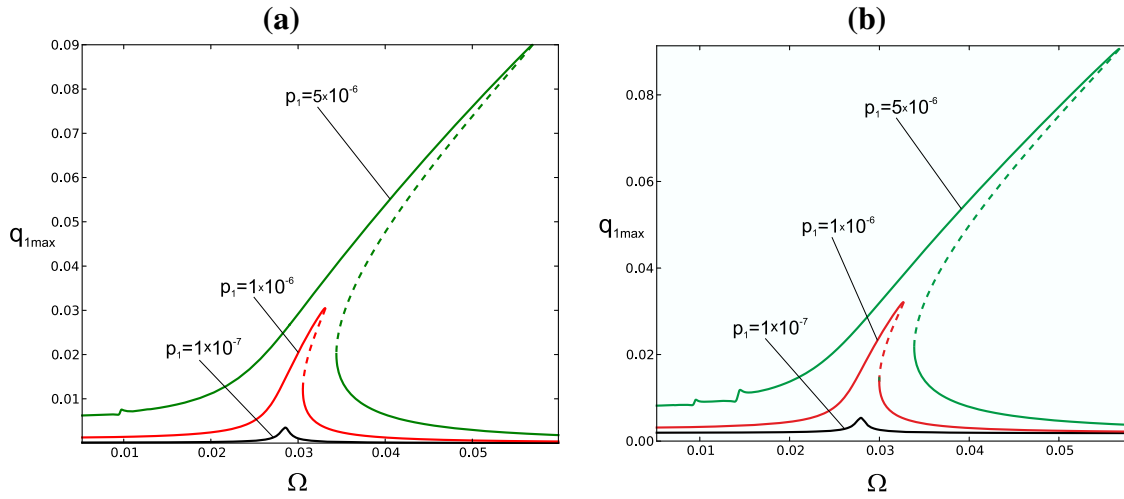 (a)
0.09
0.08
0.07
0.06
0.05
0.04
0.03
0.02
0.01
q1max
p₁=5×10⁻⁶
p₁=1×10⁻⁶
p₁=1×10⁻⁷
0.01 0.02 0.03 0.04 0.05
Ω
(b)
0.08
0.06
0.04
0.02
0.00
q1max
p₁=5×10⁻⁶
p₁=1×10⁻⁶
p₁=1×10⁻⁷
0.01 0.02 0.03 0.04 0.05
Ω